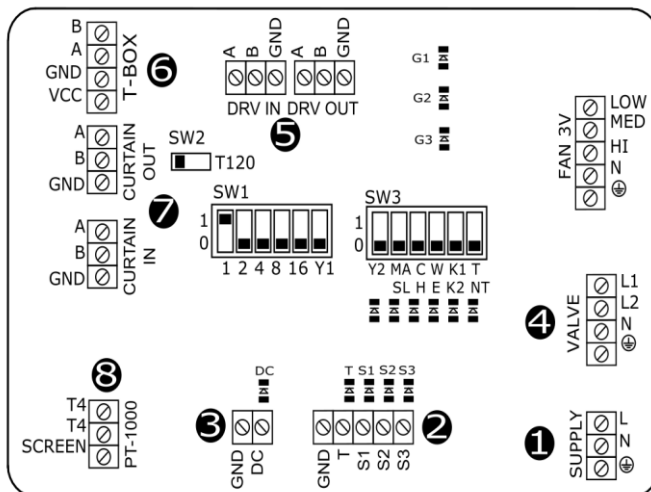 B
A
GND
VCC
T-BOX
6
A
B
GND
A
B
GND
DRV IN
DRV OUT
5
G1
G2
G3
LOW
MED
HI
N
FAN 3V
A
B
GND
CURTAIN
OUT
SW2
T120
7
A
B
GND
CURTAIN
IN
SW1
1
0
1 2 4 8 16 Y1
SW3
1
0
Y2 MA C W K1 T
SL H E K2 NT
4
L1
L2
N
VALVE
8
T4
T4
SCREEN
PT-1000
3
DC
GND
DC
T S1 S2 S3
2
GND
T
S1
S2
S3
1
L
N
SUPPLY